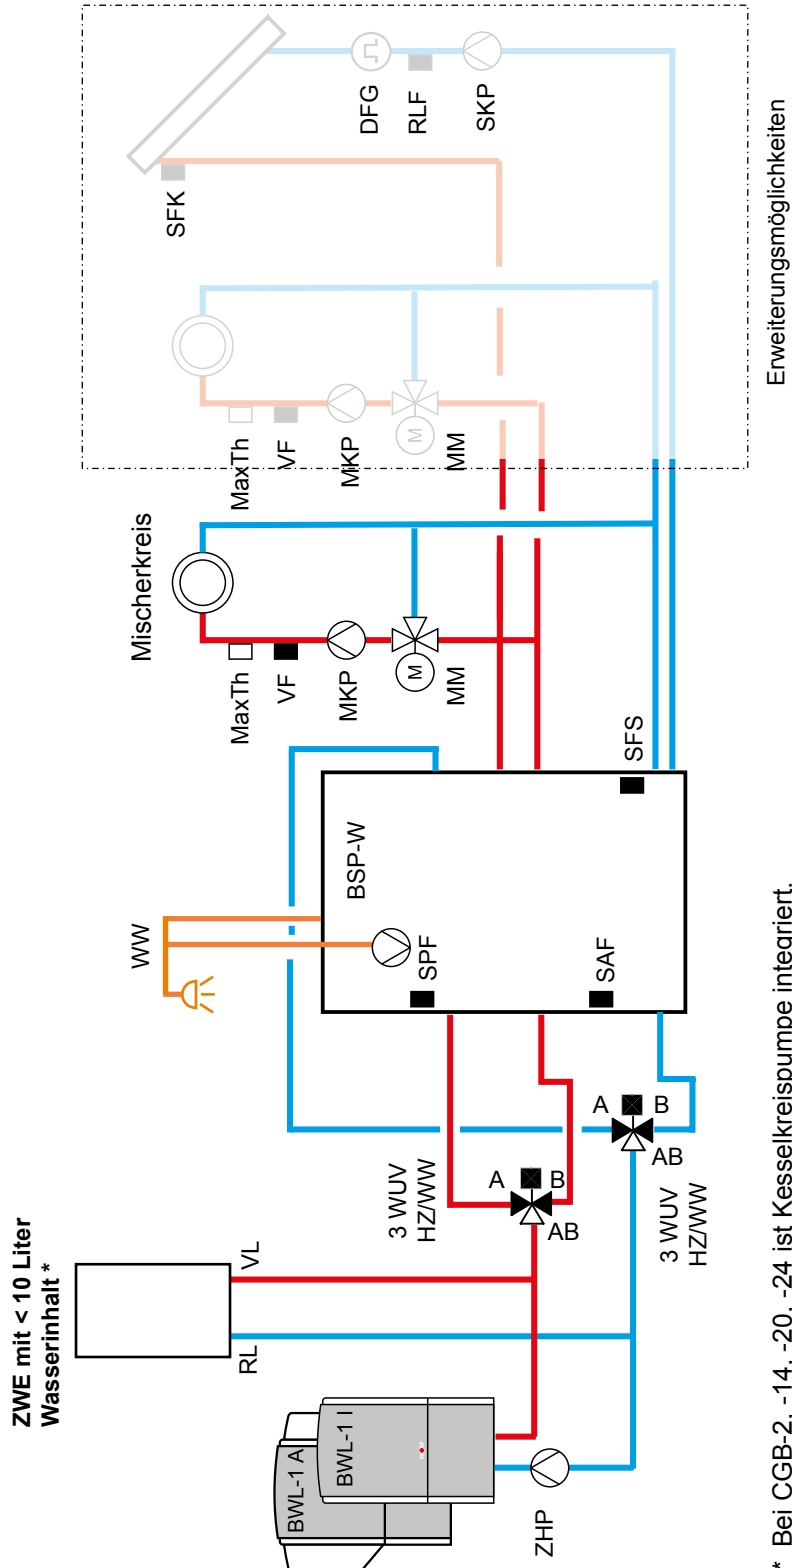 ZWE mit < 10 Liter
Wasserinhalt *
RL
VL
BWL-1 A
BWL-1 I
ZHP
3 WUV
HZ/WW
A
B
AB
3 WUV
HZ/WW
A
B
AB
WW
BSP-W
SPF
SAF
SFS
Mischerkreis
MaxTh
VF
MKP
M
MM
MaxTh
VF
MKP
M
MM
SFK
DFG
RLF
SKP
Erweiterungsmöglichkeiten
* Bei CGB-2, -14, -20, -24 ist Kesselkreispumpe integriert.